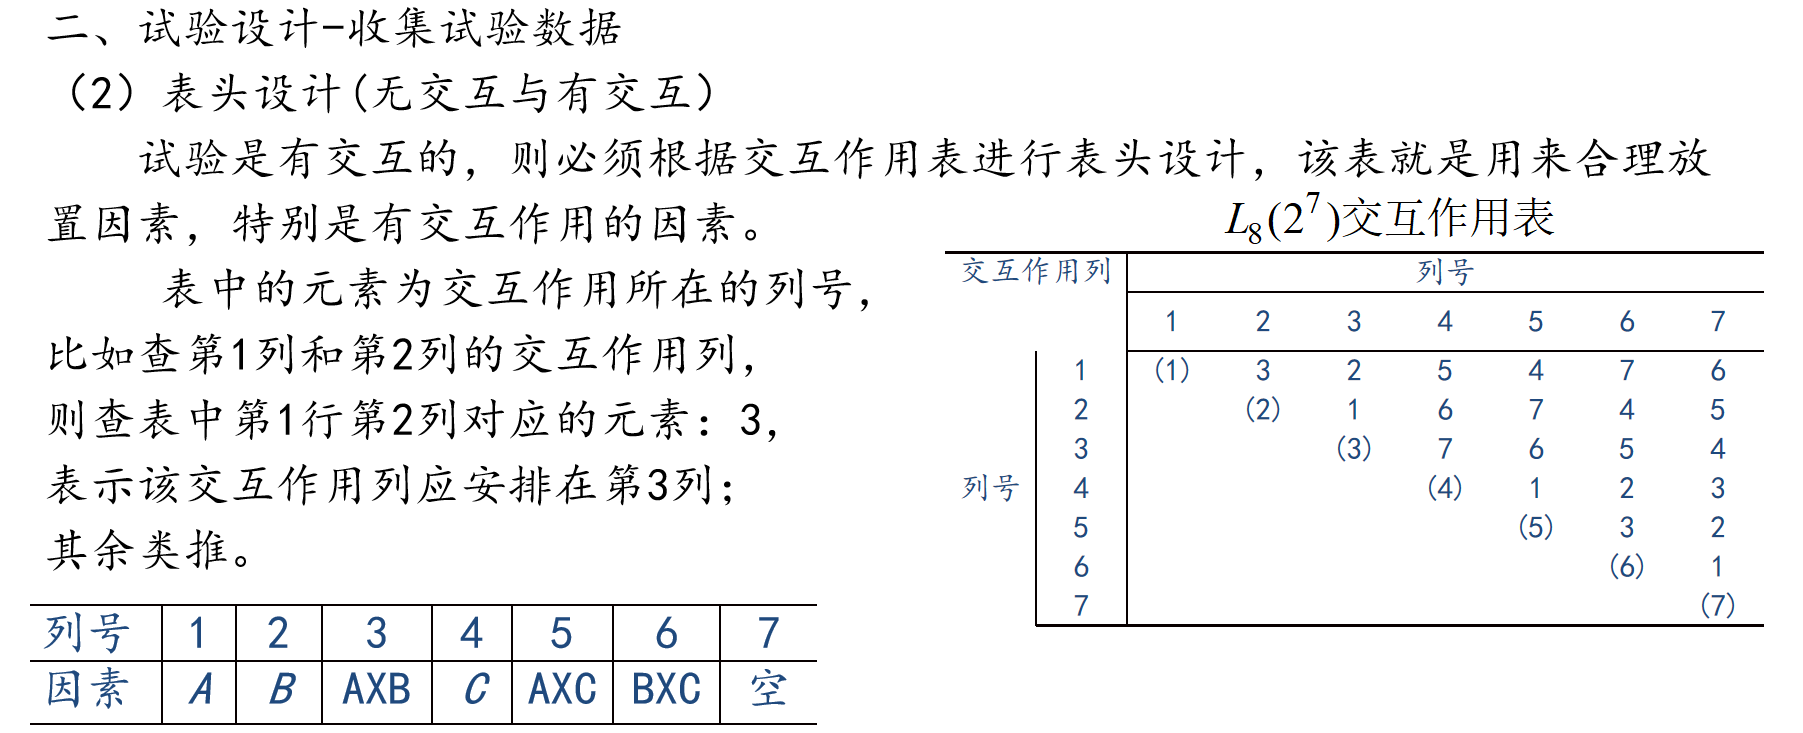 二、试验设计-收集试验数据
（2）表头设计(无交互与有交互）
试验是有交互的，则必须根据交互作用表进行表头设计，该表就是用来合理放
置因素，特别是有交互作用的因素。
表中的元素为交互作用所在的列号，
比如查第1列和第2列的交互作用列，
则查表中第1行第2列对应的元素：3，
表示该交互作用列应安排在第3列；
其余类推。
列号 1 2 3 4 5 6 7
因素 A B AXB C AXC BXC 空
L₈(2⁷)交互作用表
交互作用列 列号
1 2 3 4 5 6 7
1 (1) 3 2 5 4 7 6
2 (2) 1 6 7 4 5
3 (3) 7 6 5 4
列号 4 (4) 1 2 3
5 (5) 3 2
6 (6) 1
7 (7)